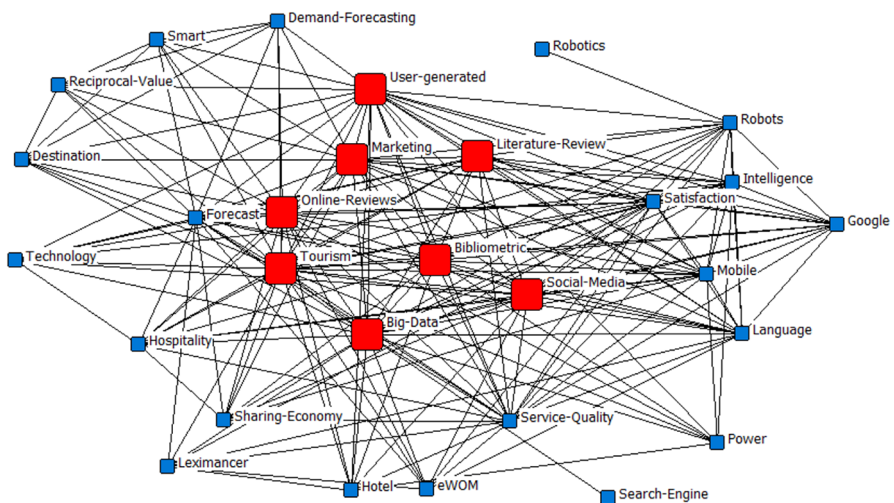 Demand-Forecasting
Smart
Robotics
User-generated
Reciprocal-Value
Robots
Marketing
Literature-Review
Destination
Intelligence
Online-Reviews
Satisfaction
Forecast
Google
Technology
Tourism
Bibliometric
Mobile
Social-Media
Big-Data
Language
Hospitality
Sharing-Economy
Service-Quality
Power
Leximancer
Hotel
eWOM
Search-Engine